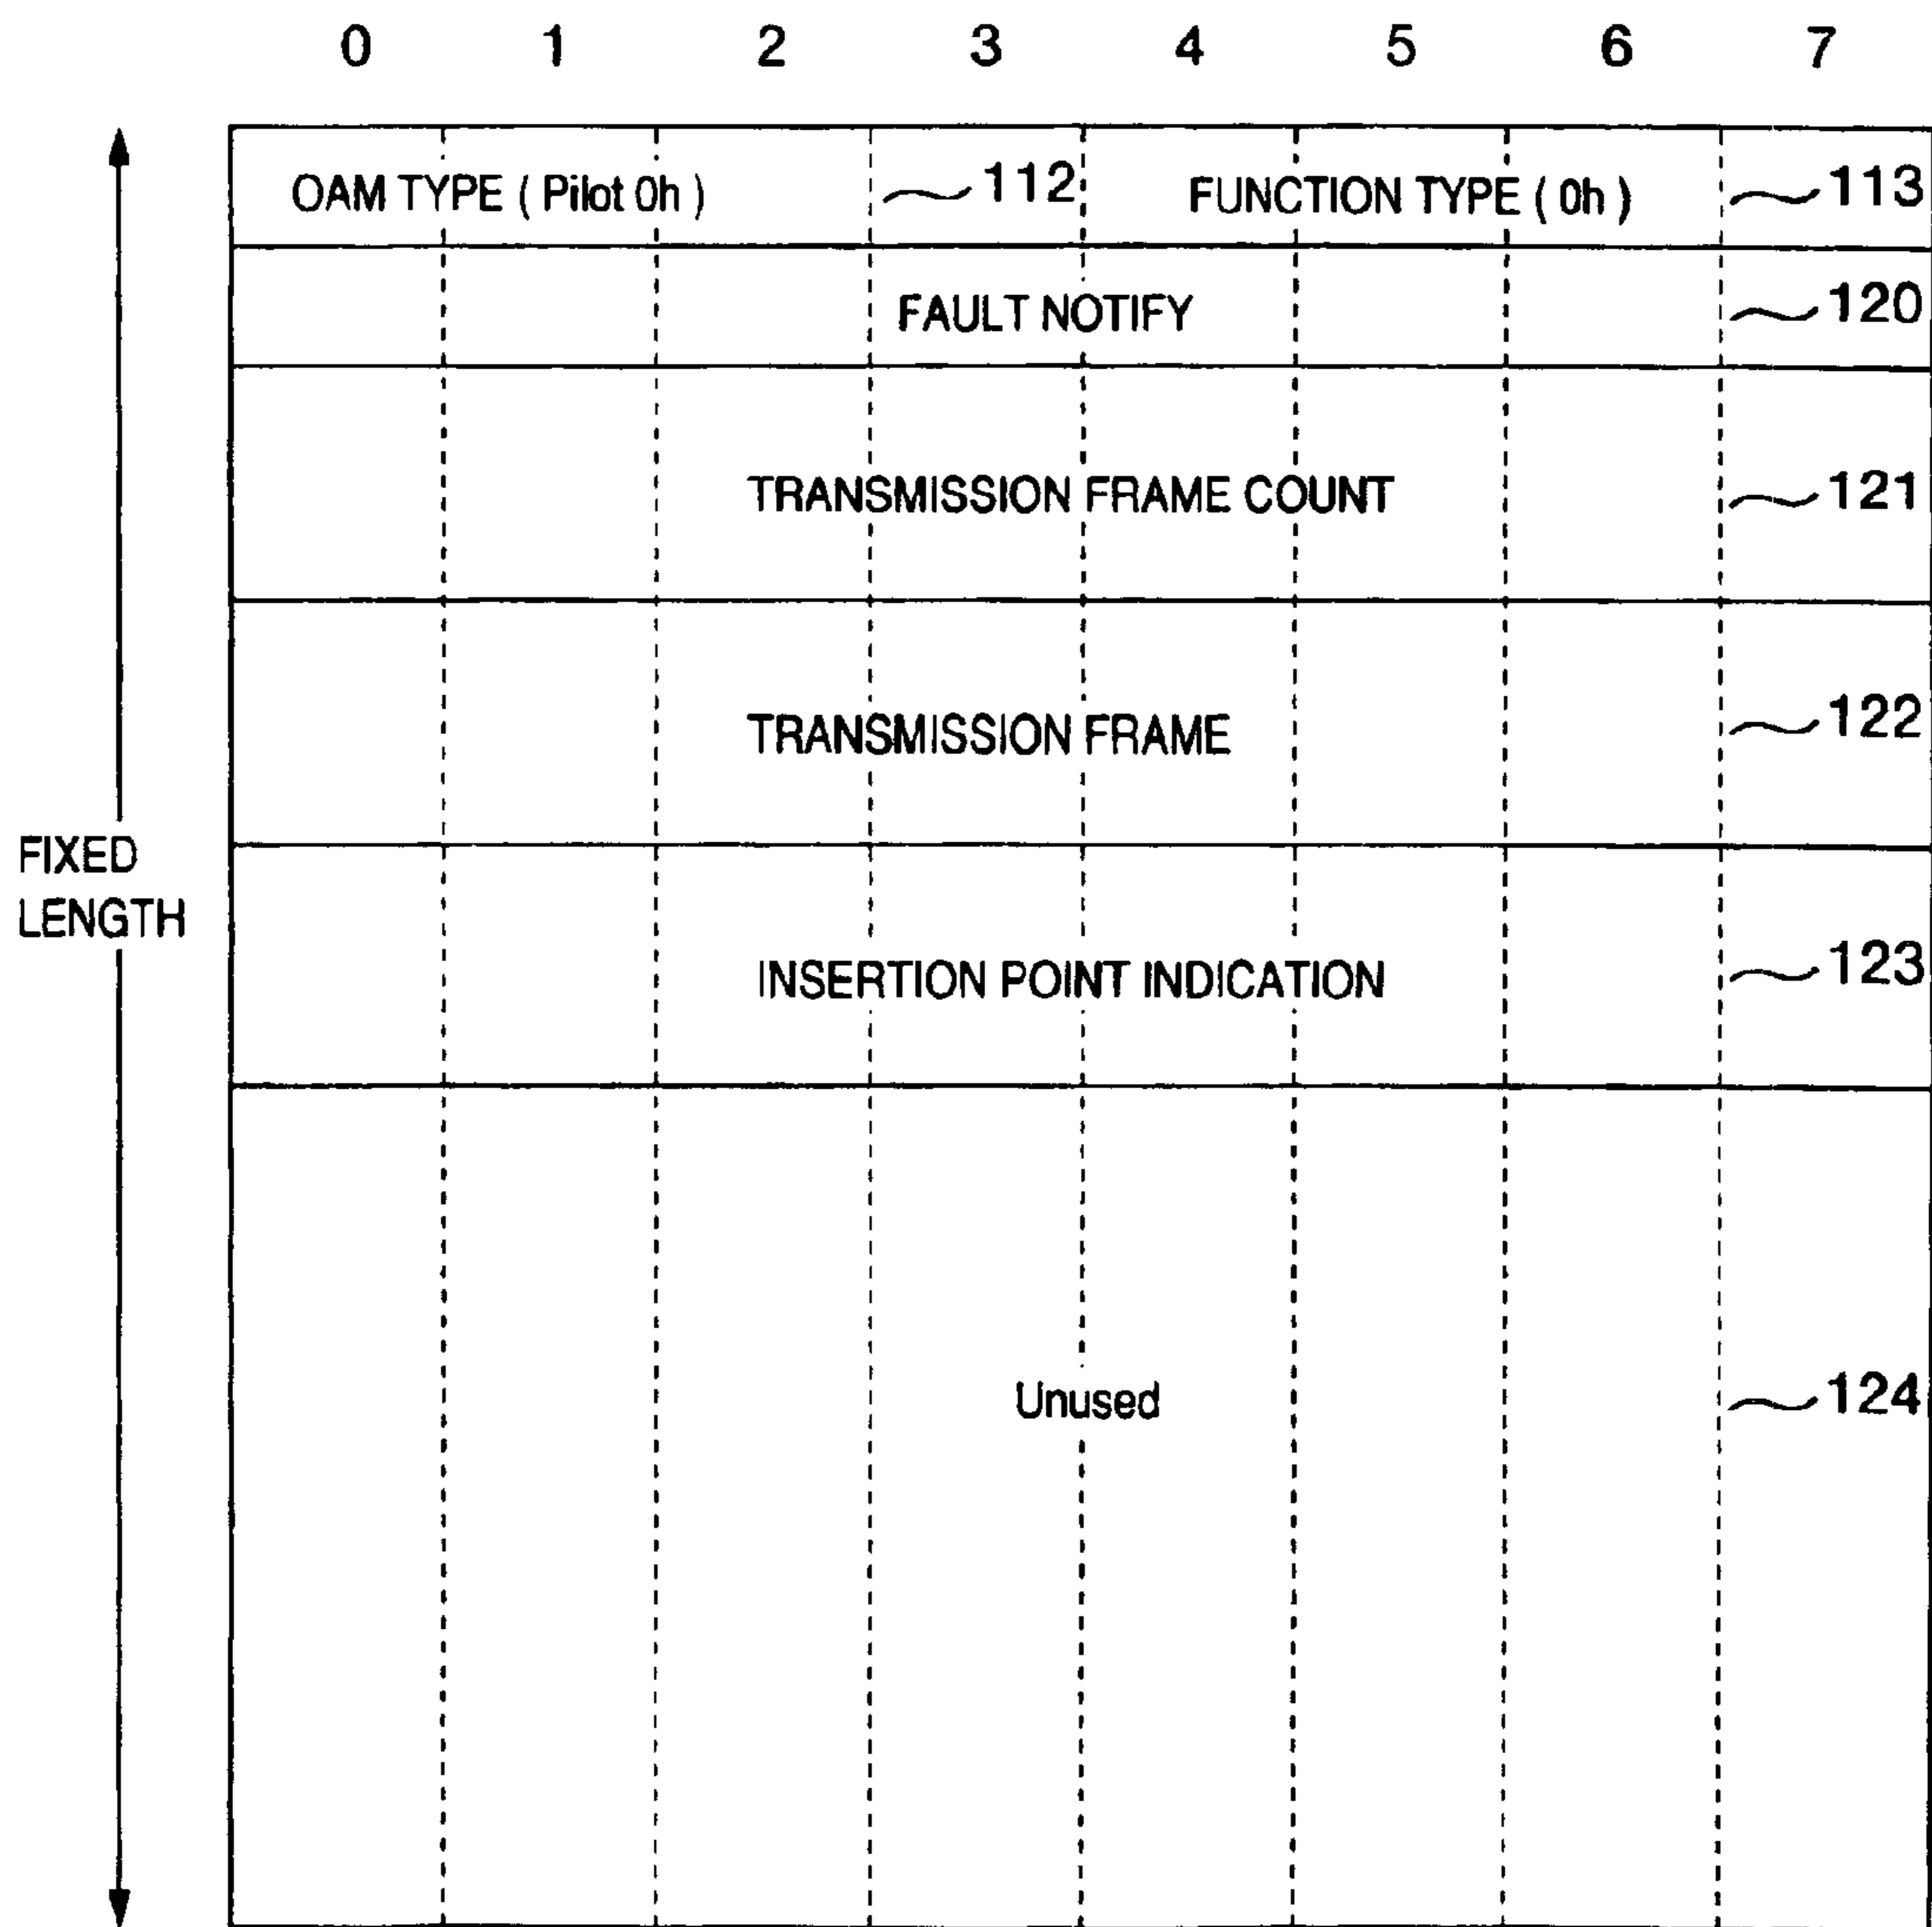 0 1 2 3 4 5 6 7
OAM TYPE ( Pilot 0h ) 112 FUNCTION TYPE ( 0h ) 113
FAULT NOTIFY 120
TRANSMISSION FRAME COUNT 121
TRANSMISSION FRAME 122
FIXED
LENGTH
INSERTION POINT INDICATION 123
Unused 124